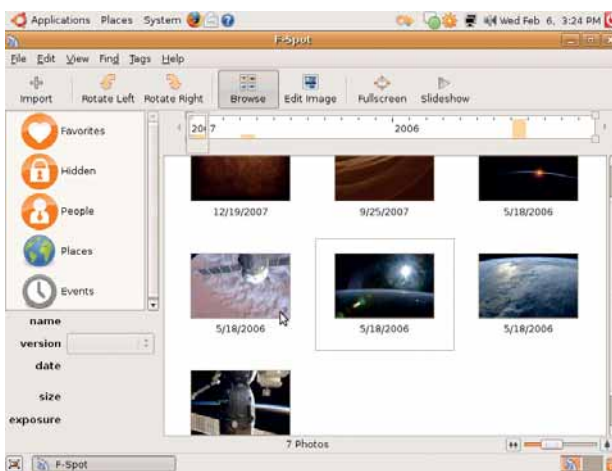 Applications Places System Wed Feb 6, 3:24 PM
F-Spot
File Edit View Find Tags Help
Import Rotate Left Rotate Right Browse Edit Image Fullscreen Slideshow
Favorites
Hidden
People
Places
Events
name
version
date
size
exposure
2006
12/19/2007 9/25/2007 5/18/2006
5/18/2006 5/18/2006 5/18/2006
7 Photos
F-Spot